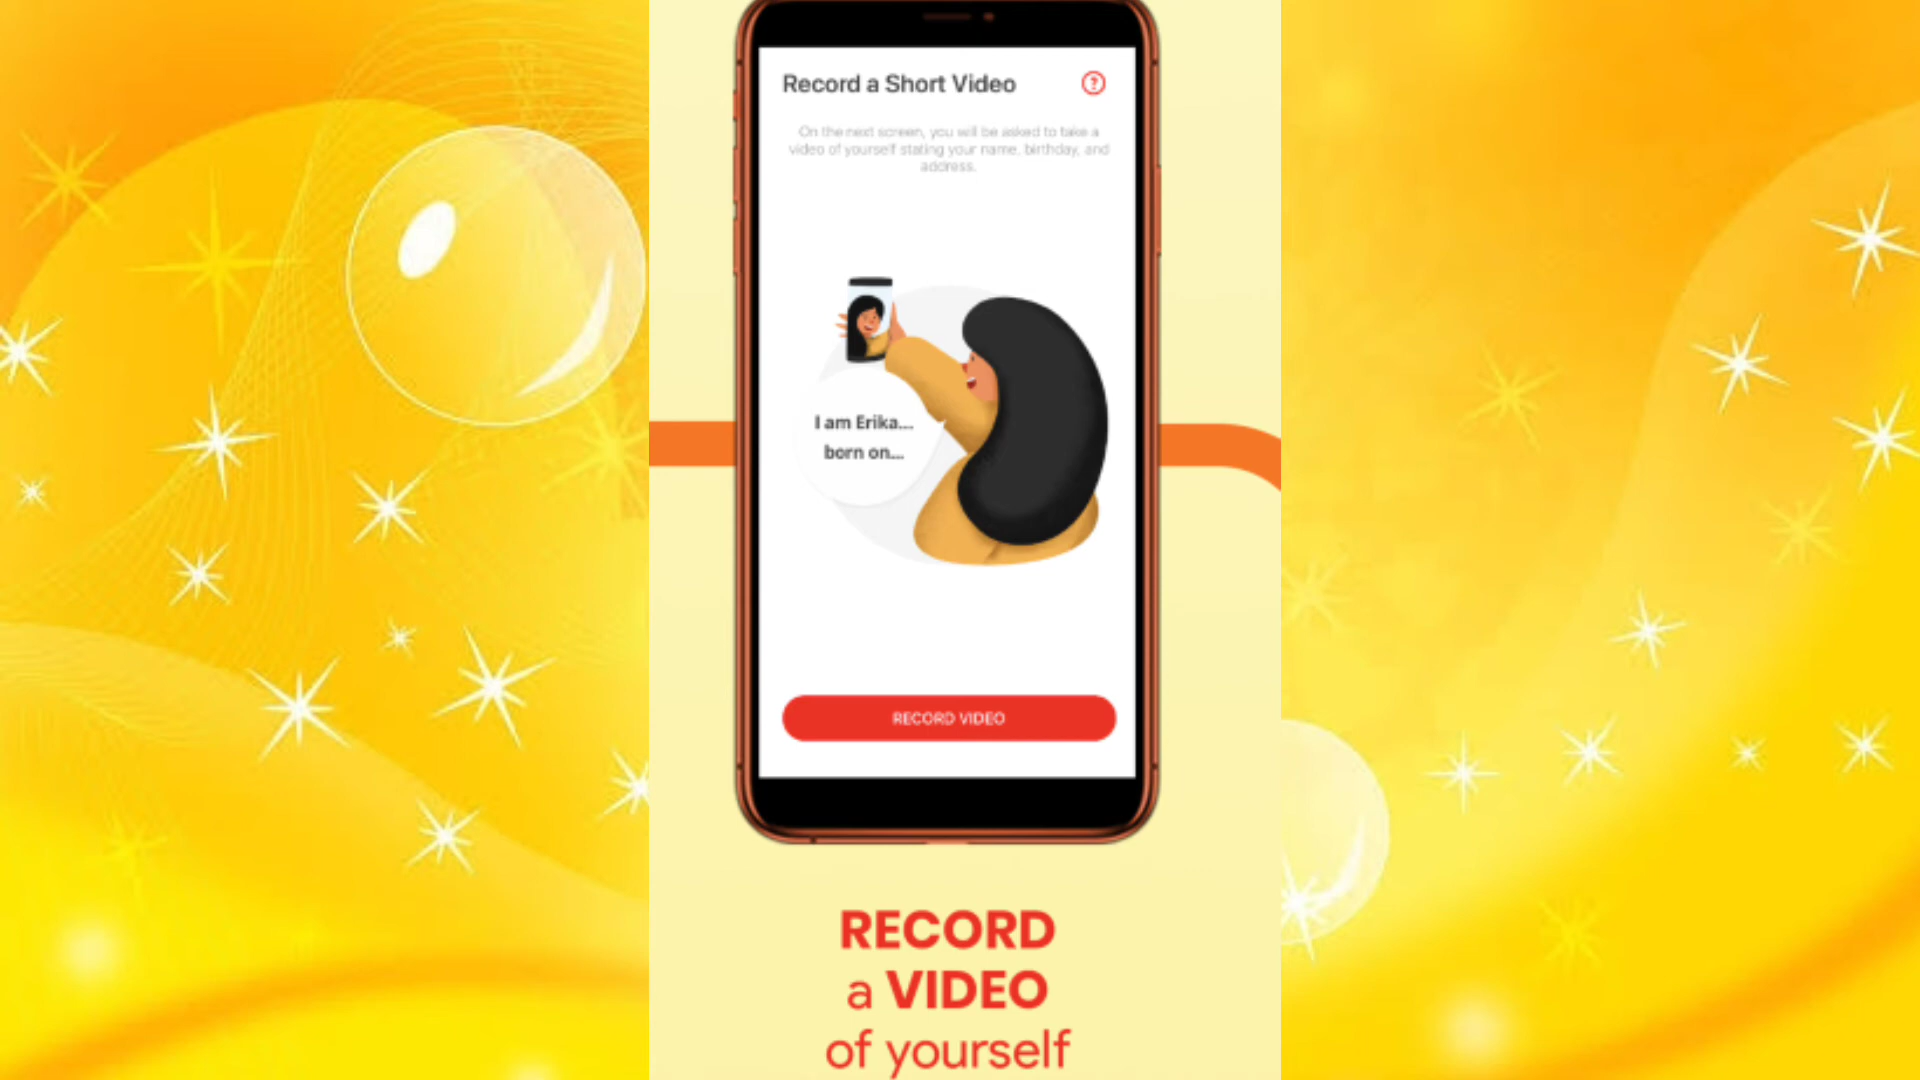 Record a Short Video
?
On the next screen, you will be asked to take a
video of yourself stating your name, birthday, and
address.
I am Erika...
born on...
RECORD VIDEO
RECORD
a VIDEO
of yourself